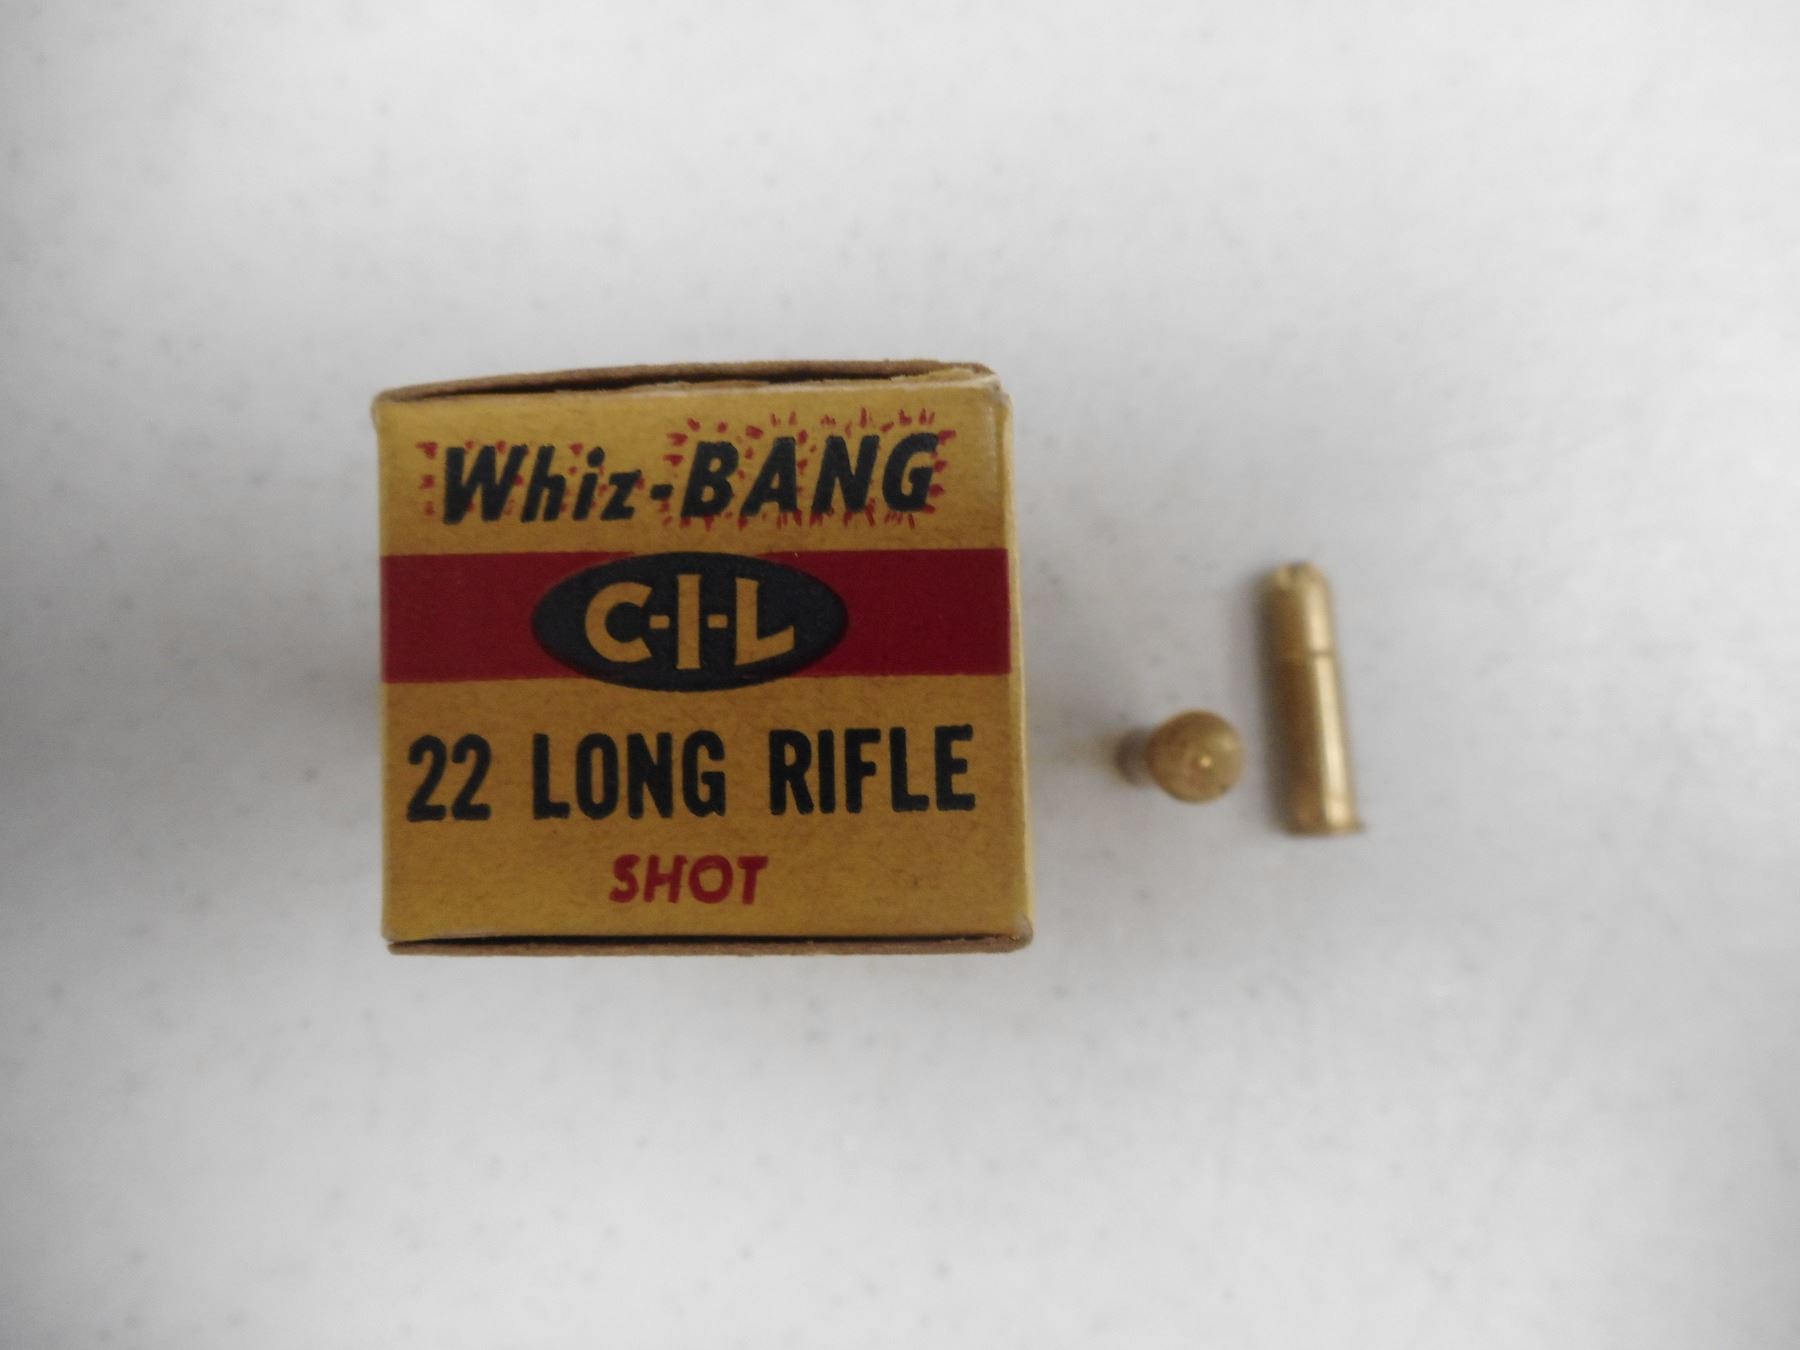 Whiz-BANG
C-I-L
22 LONG RIFLE
SHOT